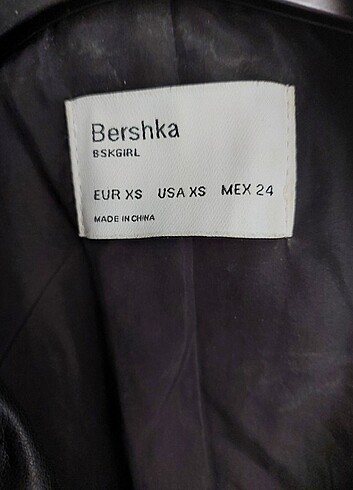 Bershka
BSKGIRL
EUR XS USA XS MEX 24
MADE IN CHINA